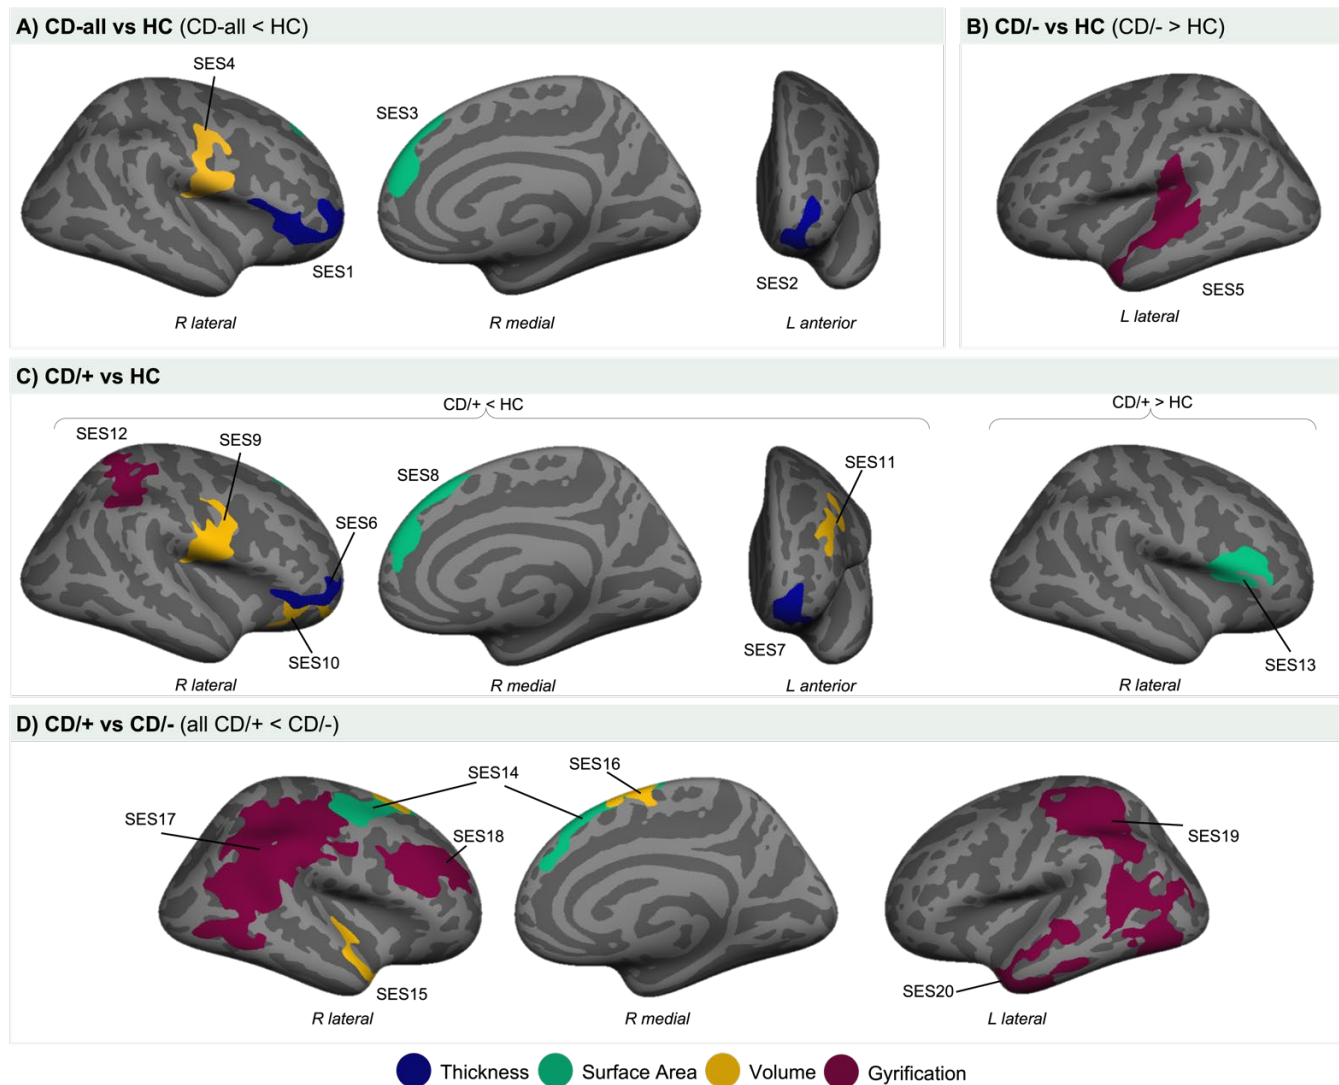 A) CD-all vs HC (CD-all < HC)
B) CD/- vs HC (CD/- > HC)
SES4
SES3
SES1
SES2
SES5
R lateral
R medial
L anterior
L lateral
C) CD/+ vs HC
CD/+ < HC
CD/+ > HC
SES12
SES9
SES8
SES11
SES6
SES10
SES7
SES13
R lateral
R medial
L anterior
R lateral
D) CD/+ vs CD/- (all CD/+ < CD/-)
SES14
SES16
SES17
SES18
SES19
SES15
SES20
R lateral
R medial
L lateral
Thickness
Surface Area
Volume
Gyrification